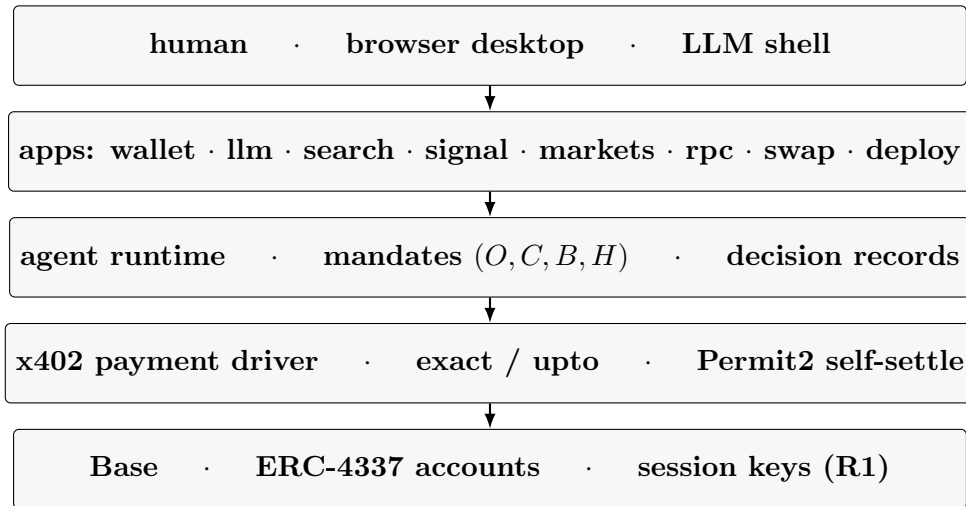 human · browser desktop · LLM shell
apps: wallet · llm · search · signal · markets · rpc · swap · deploy
agent runtime · mandates (O, C, B, H) · decision records
x402 payment driver · exact / upto · Permit2 self-settle
Base · ERC-4337 accounts · session keys (R1)